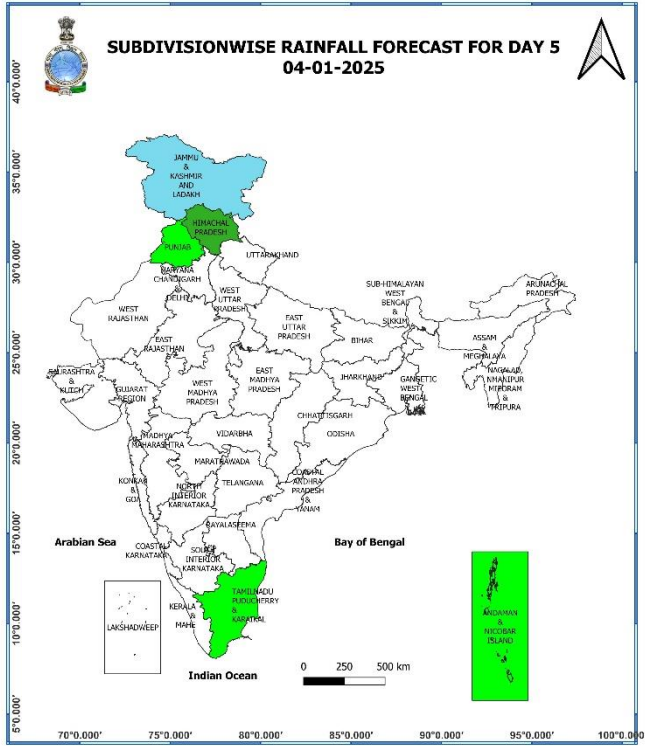 SUBDIVISIONWISE RAINFALL FORECAST FOR DAY 5
04-01-2025
40°0.000'
35°0.000'
30°0.000'
25°0.000'
20°0.000'
15°0.000'
10°0.000'
5°0.000'
JAMMU
&
KASHMIR
AND
LADAKH
HIMACHAL
PRADESH
PUNJAB
UTTARAKHAND
HARYANA
CHANDIGARH
&
DELHI
WEST
UTTAR
PRADESH
WEST
RAJASTHAN
EAST
RAJASTHAN
EAST
UTTAR
PRADESH
SUB-HIMALAYAN
WEST
BENGAL
&
SIKKIM
ARUNACHAL
PRADESH
BIHAR
ASSAM
&
MEGHALAYA
NAGALAD
NMANIPUR
MIZORAM
&
TRIPURA
SAURASHTRA
&
KUTCH
GUJARAT
REGION
WEST
MADHYA
PRADESH
EAST
MADHYA
PRADESH
JHARKHAND
GANGETIC
WEST
BENGAL
CHHATTISGARH
ODISHA
MADHYA
MAHARASHTRA
VIDARBHA
MARATHWADA
TELANGANA
COASTAL
ANDHRA
PRADESH
&
YANAM
KONKAN
&
GOA
NORTH
INTERIOR
KARNATAKA
RAYALASEEMA
Arabian Sea
Bay of Bengal
COASTAL
KARNATAKA
SOUTH
INTERIOR
KARNATAKA
TAMILNADU
PUDUCHERRY
&
KARAIKAL
KERALA
&
MAHE
LAKSHADWEEP
ANDAMAN
&
NICOBAR
ISLAND
Indian Ocean
0 250 500 km
70°0.000' 75°0.000' 80°0.000' 85°0.000' 90°0.000' 95°0.000' 100°0.000'